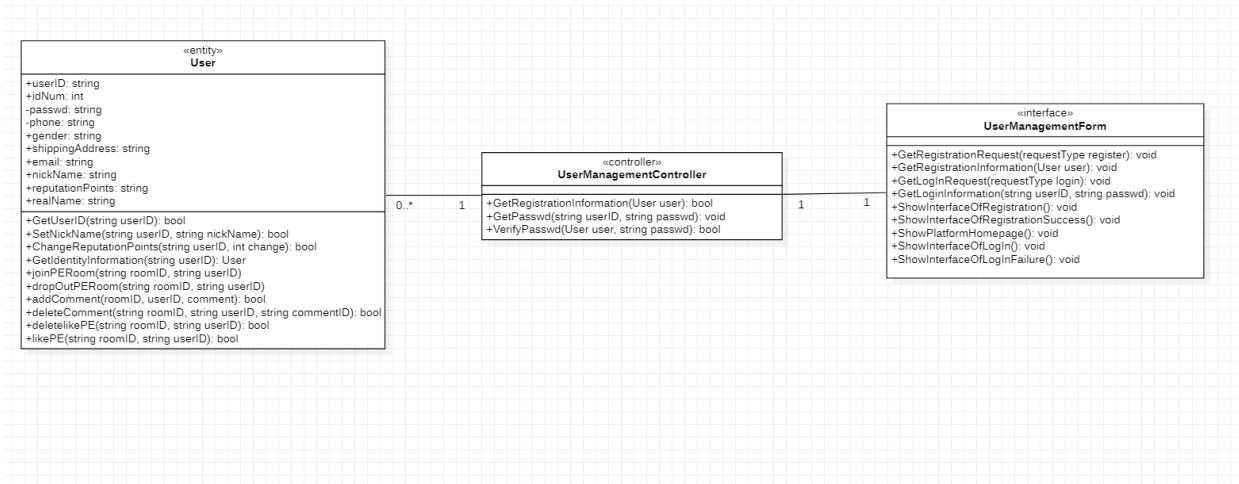 «entity»
User
+userID: string
+idNum: int
-passwd: string
-phone: string
+gender: string
+shippingAddress: string
+email: string
+nickName: string
+reputationPoints: string
+realName: string
+GetUserID(string userID): bool
+SetNickName(string userID, string nickName): bool
+ChangeReputationPoints(string userID, int change): bool
+GetIdentityInformation(string userID): User
+joinPERoom(string roomID, string userID)
+dropOutPERoom(string roomID, string userID)
+addComment(roomID, userID, comment): bool
+deleteComment(string roomID, string userID, string commentID): bool
+deletelikePE(string roomID, string userID): bool
+likePE(string roomID, string userID): bool
0..*
1
«controller»
UserManagementController
+GetRegistrationInformation(User user): bool
+GetPasswd(string userID, string passwd): void
+VerifyPasswd(User user, string passwd): bool
1
1
«interface»
UserManagementForm
+GetRegistrationRequest(requestType register): void
+GetRegistrationInformation(User user): void
+GetLogInRequest(requestType login): void
+GetLoginInformation(string userID, string passwd): void
+ShowInterfaceOfRegistration(): void
+ShowInterfaceOfRegistrationSuccess(): void
+ShowPlatformHomepage(): void
+ShowInterfaceOfLogIn(): void
+ShowInterfaceOfLogInFailure(): void